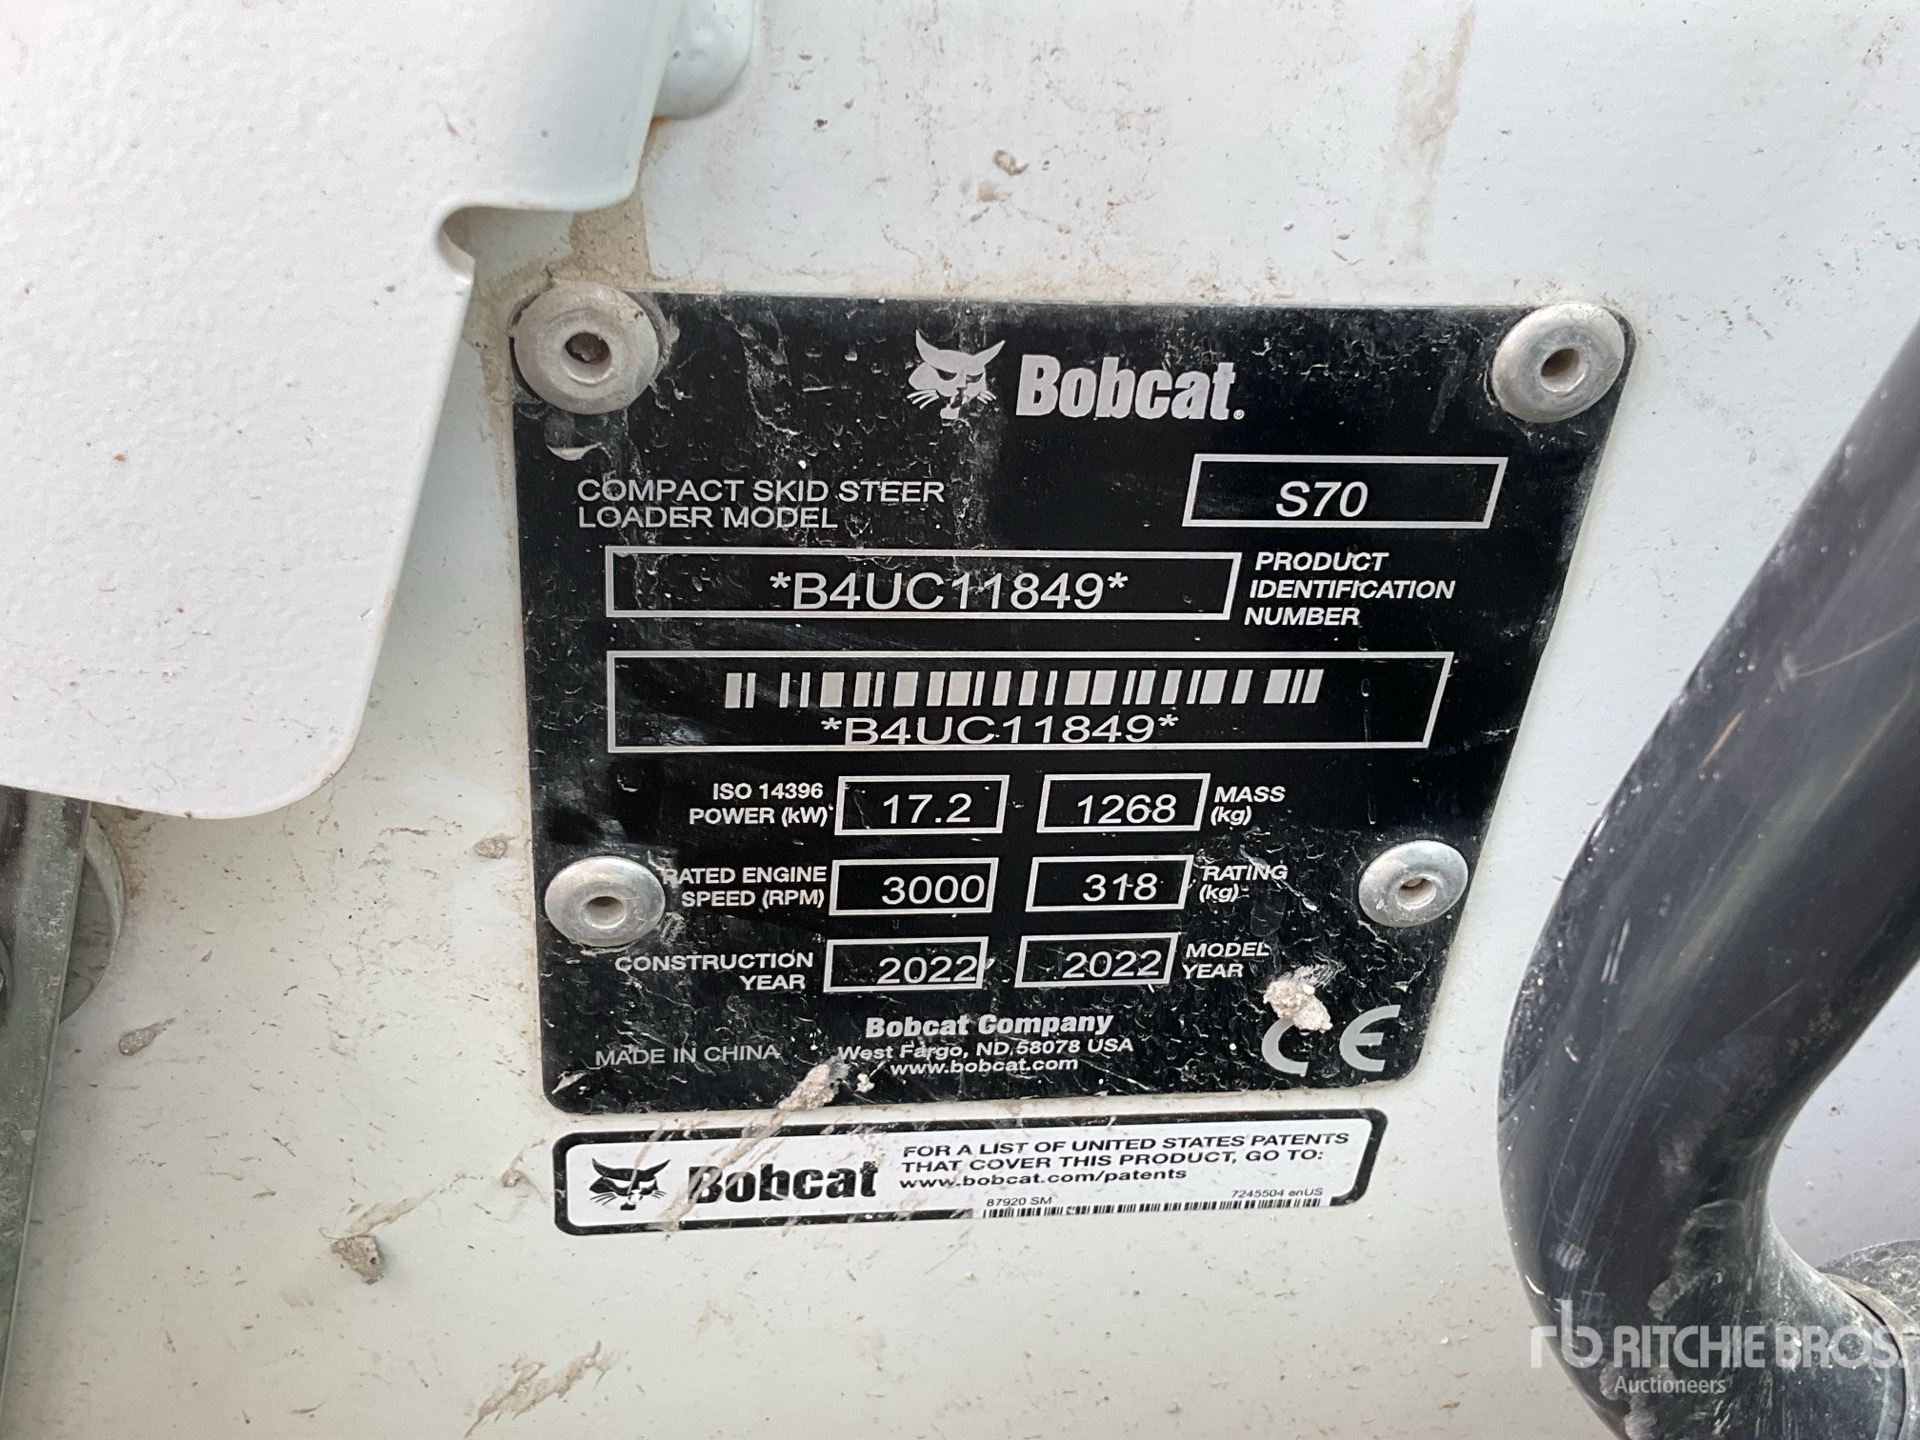 Bobcat®
COMPACT SKID STEER
LOADER MODEL
S70
*B4UC11849*
PRODUCT
IDENTIFICATION
NUMBER
*B4UC11849*
ISO 14396
POWER (kW)
17.2
1268
MASS
(kg)
RATED ENGINE
SPEED (RPM)
3000
318
RATING
(kg)
CONSTRUCTION
YEAR
2022
2022
MODEL
YEAR
MADE IN CHINA
Bobcat Company
West Fargo, ND 58078 USA
www.bobcat.com
CE
Bobcat
FOR A LIST OF UNITED STATES PATENTS
THAT COVER THIS PRODUCT, GO TO:
www.bobcat.com/patents
87920 SM
7245504 enUS
rb RITCHIE BROS.
Auctioneers